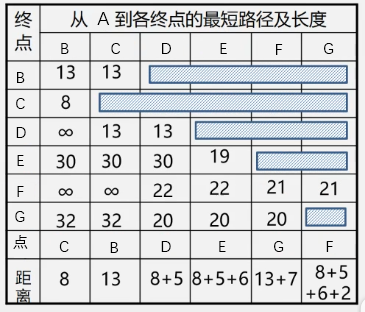 终点 从 A 到各终点的最短路径及长度
B C D E F G
B 13 13
C 8
D ∞ 13 13
E 30 30 30 19
F ∞ ∞ 22 22 21 21
G 32 32 20 20 20
点 C B D E G F
距离 8 13 8+5 8+5+6 13+7 8+5+6+2